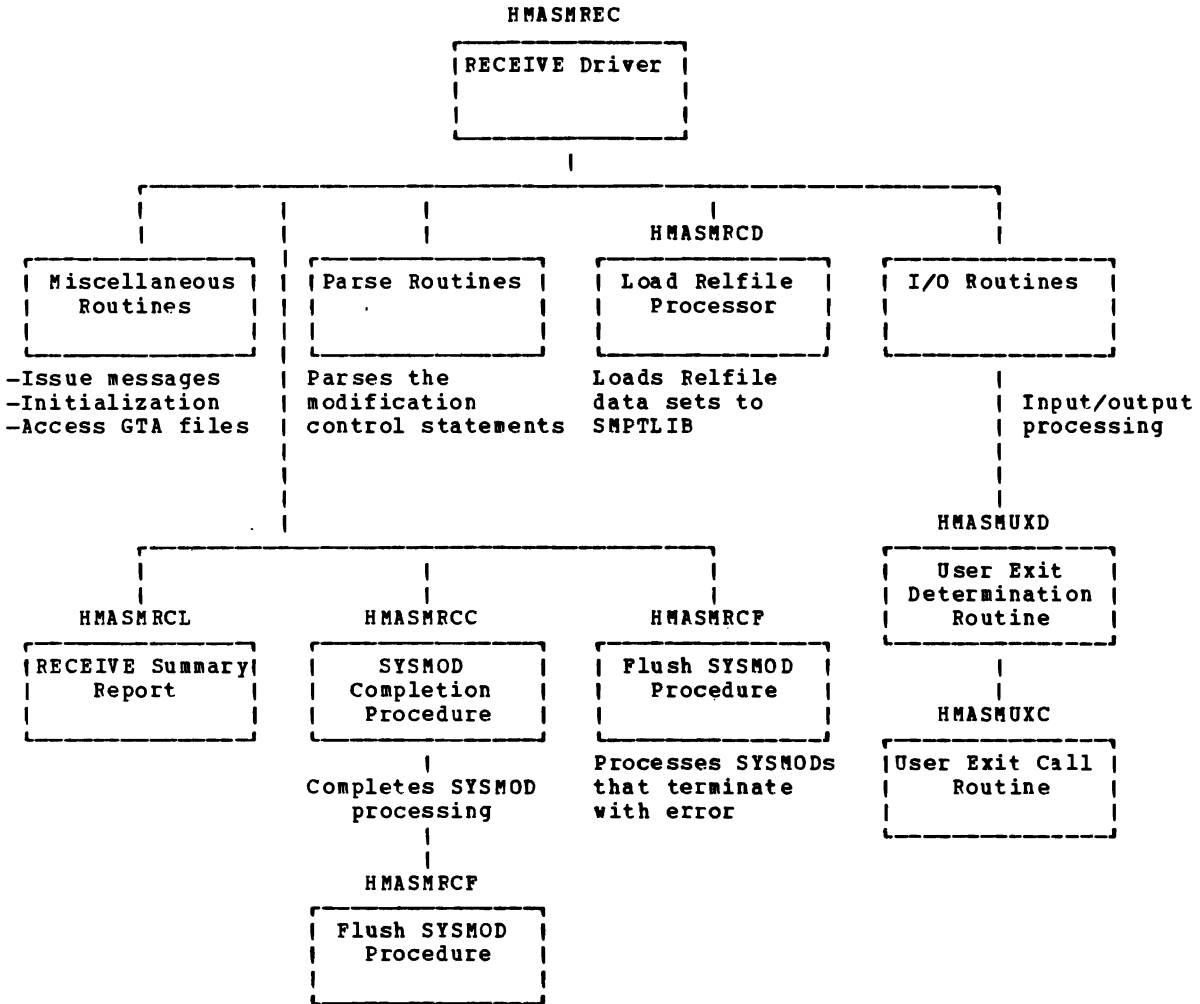 HMASMREC
RECEIVE Driver
HMASMRCD
Miscellaneous
Routines
Parse Routines
Load Relfile
Processor
I/O Routines
-Issue messages
-Initialization
-Access GTA files
Parses the
modification
control statements
Loads Relfile
data sets to
SMPTLIB
Input/output
processing
HMASMUXD
User Exit
Determination
Routine
HMASMRCL
HMASMRCC
HMASMRCF
RECEIVE Summary
Report
SYSMOD
Completion
Procedure
Flush SYSMOD
Procedure
HMASMUXC
User Exit Call
Routine
Completes SYSMOD
processing
Processes SYSMODs
that terminate
with error
HMASMRCF
Flush SYSMOD
Procedure